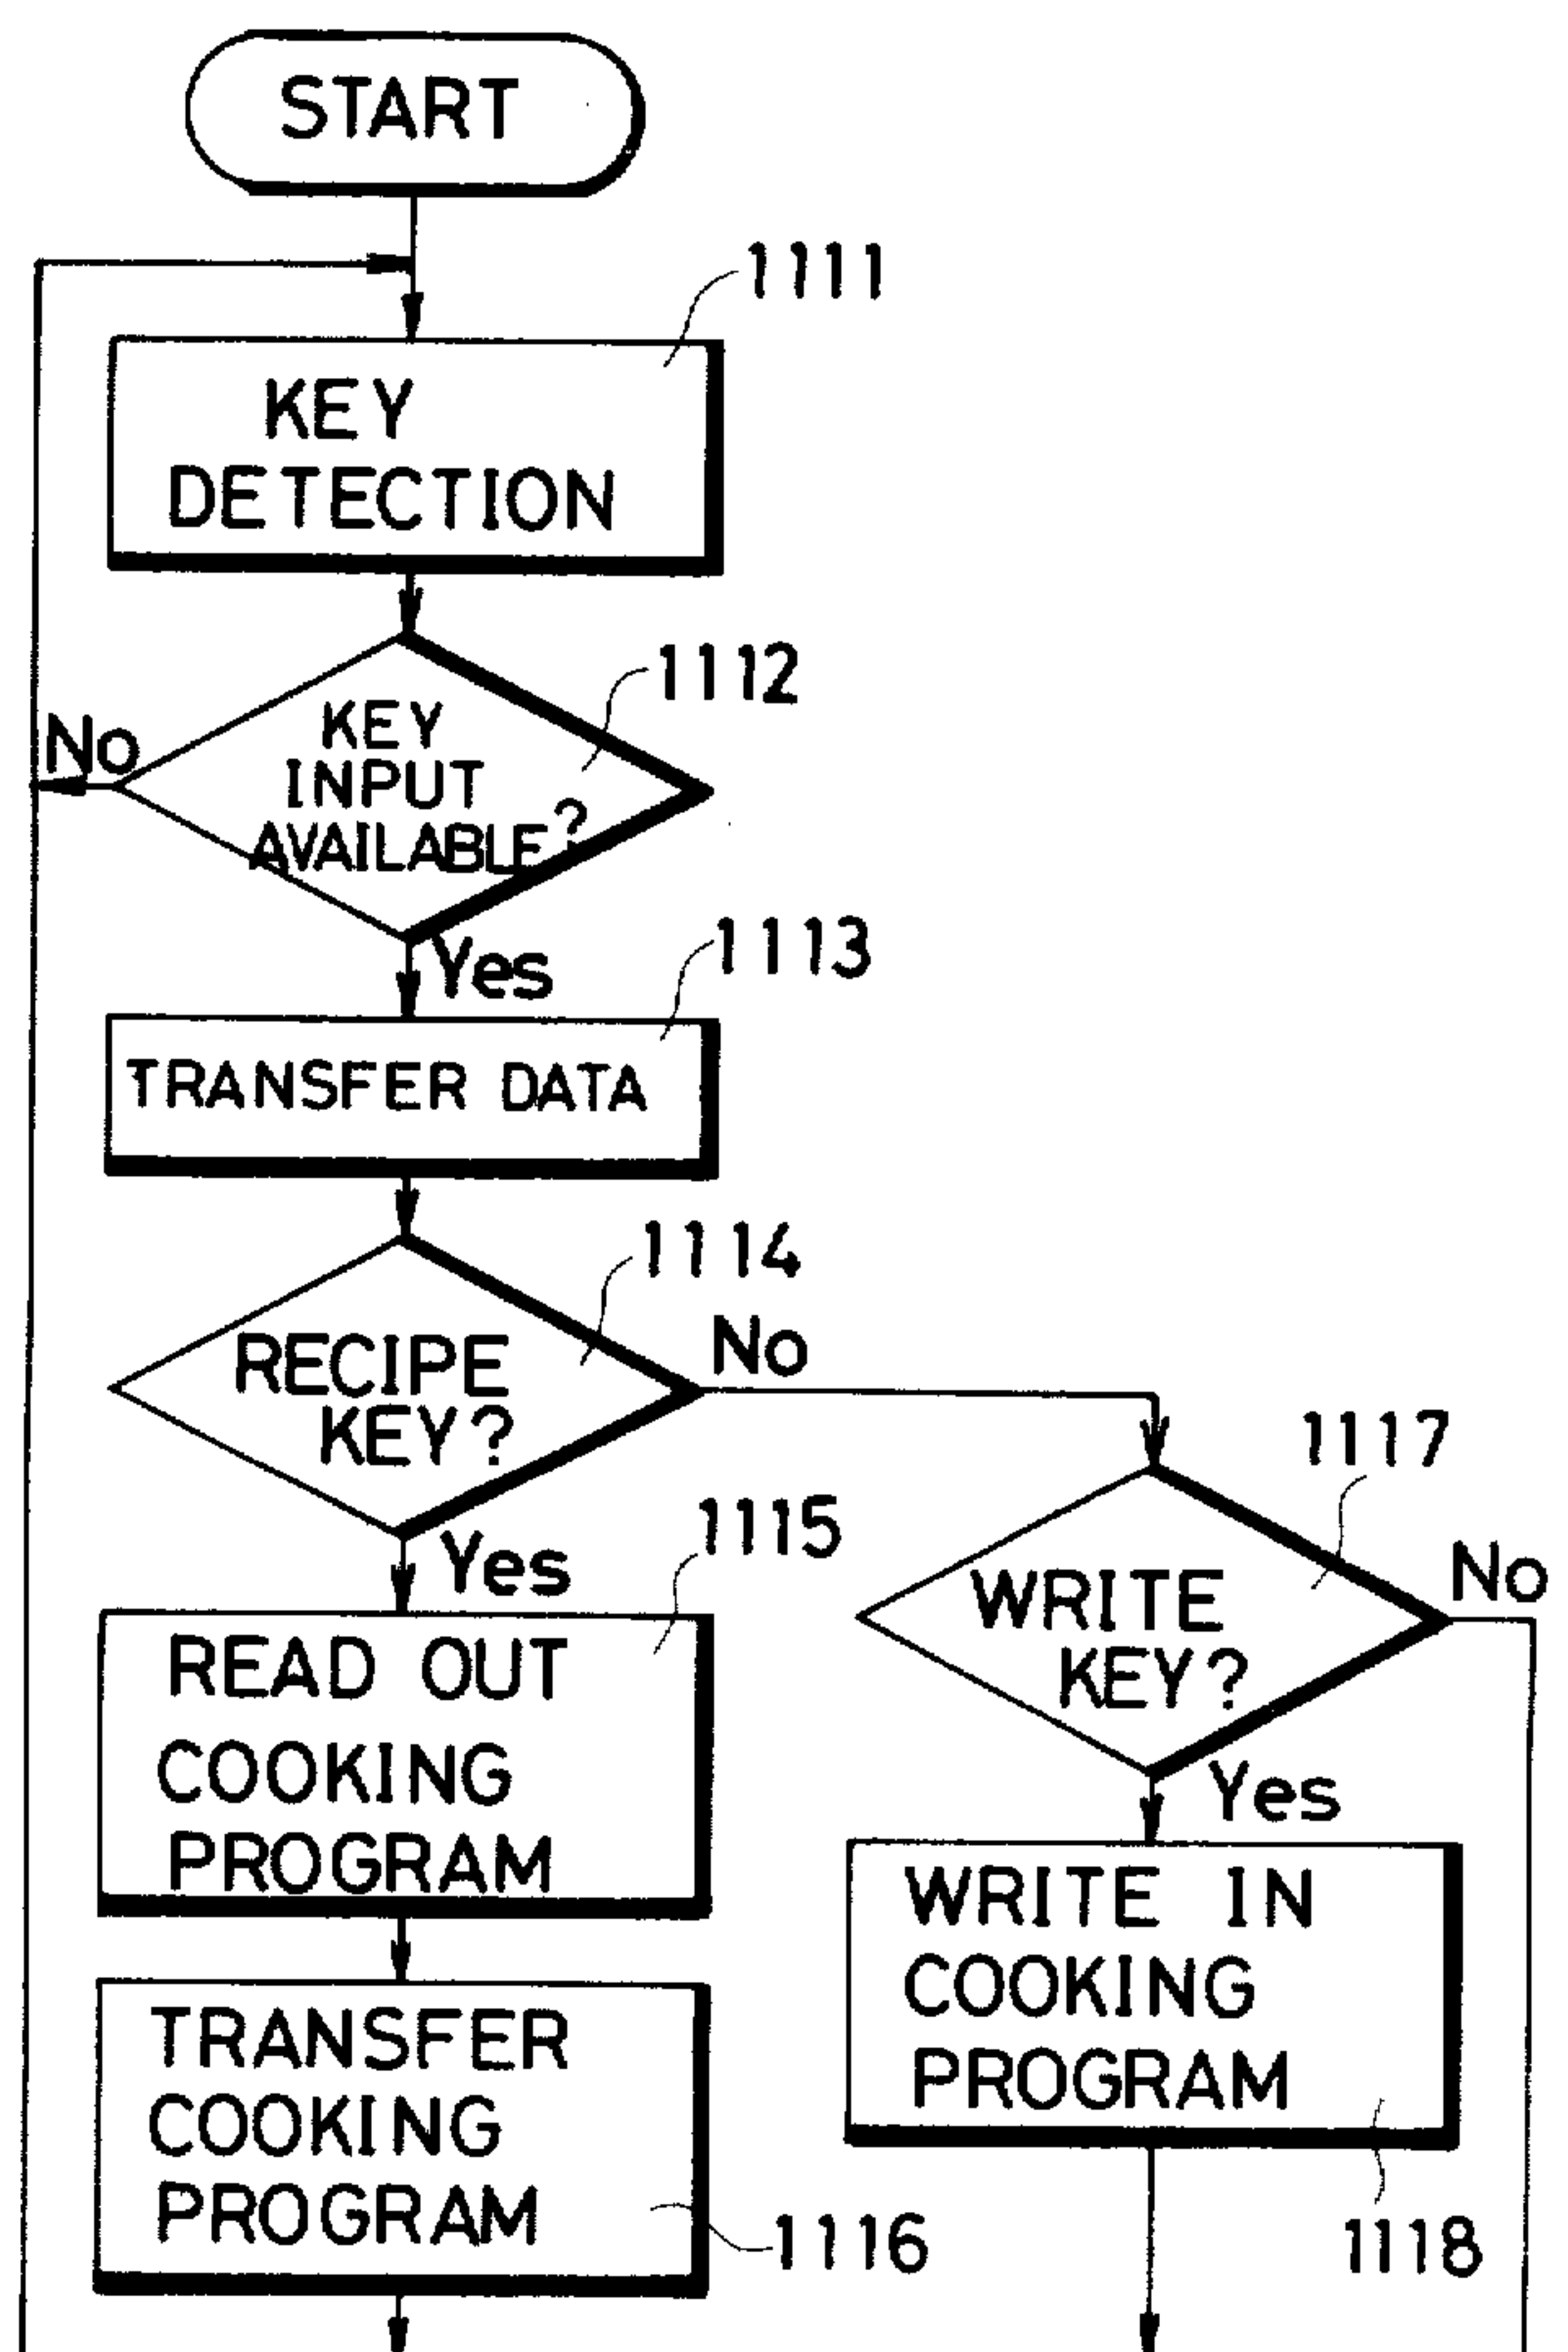 START
1111
KEY
DETECTION
1112
No
KEY
INPUT
AVAILABLE?
Yes
1113
TRANSFER DATA
1114
RECIPE
KEY?
No
1117
Yes
1115
WRITE
KEY?
No
READ OUT
COOKING
PROGRAM
Yes
WRITE IN
COOKING
PROGRAM
1118
TRANSFER
COOKING
PROGRAM
1116